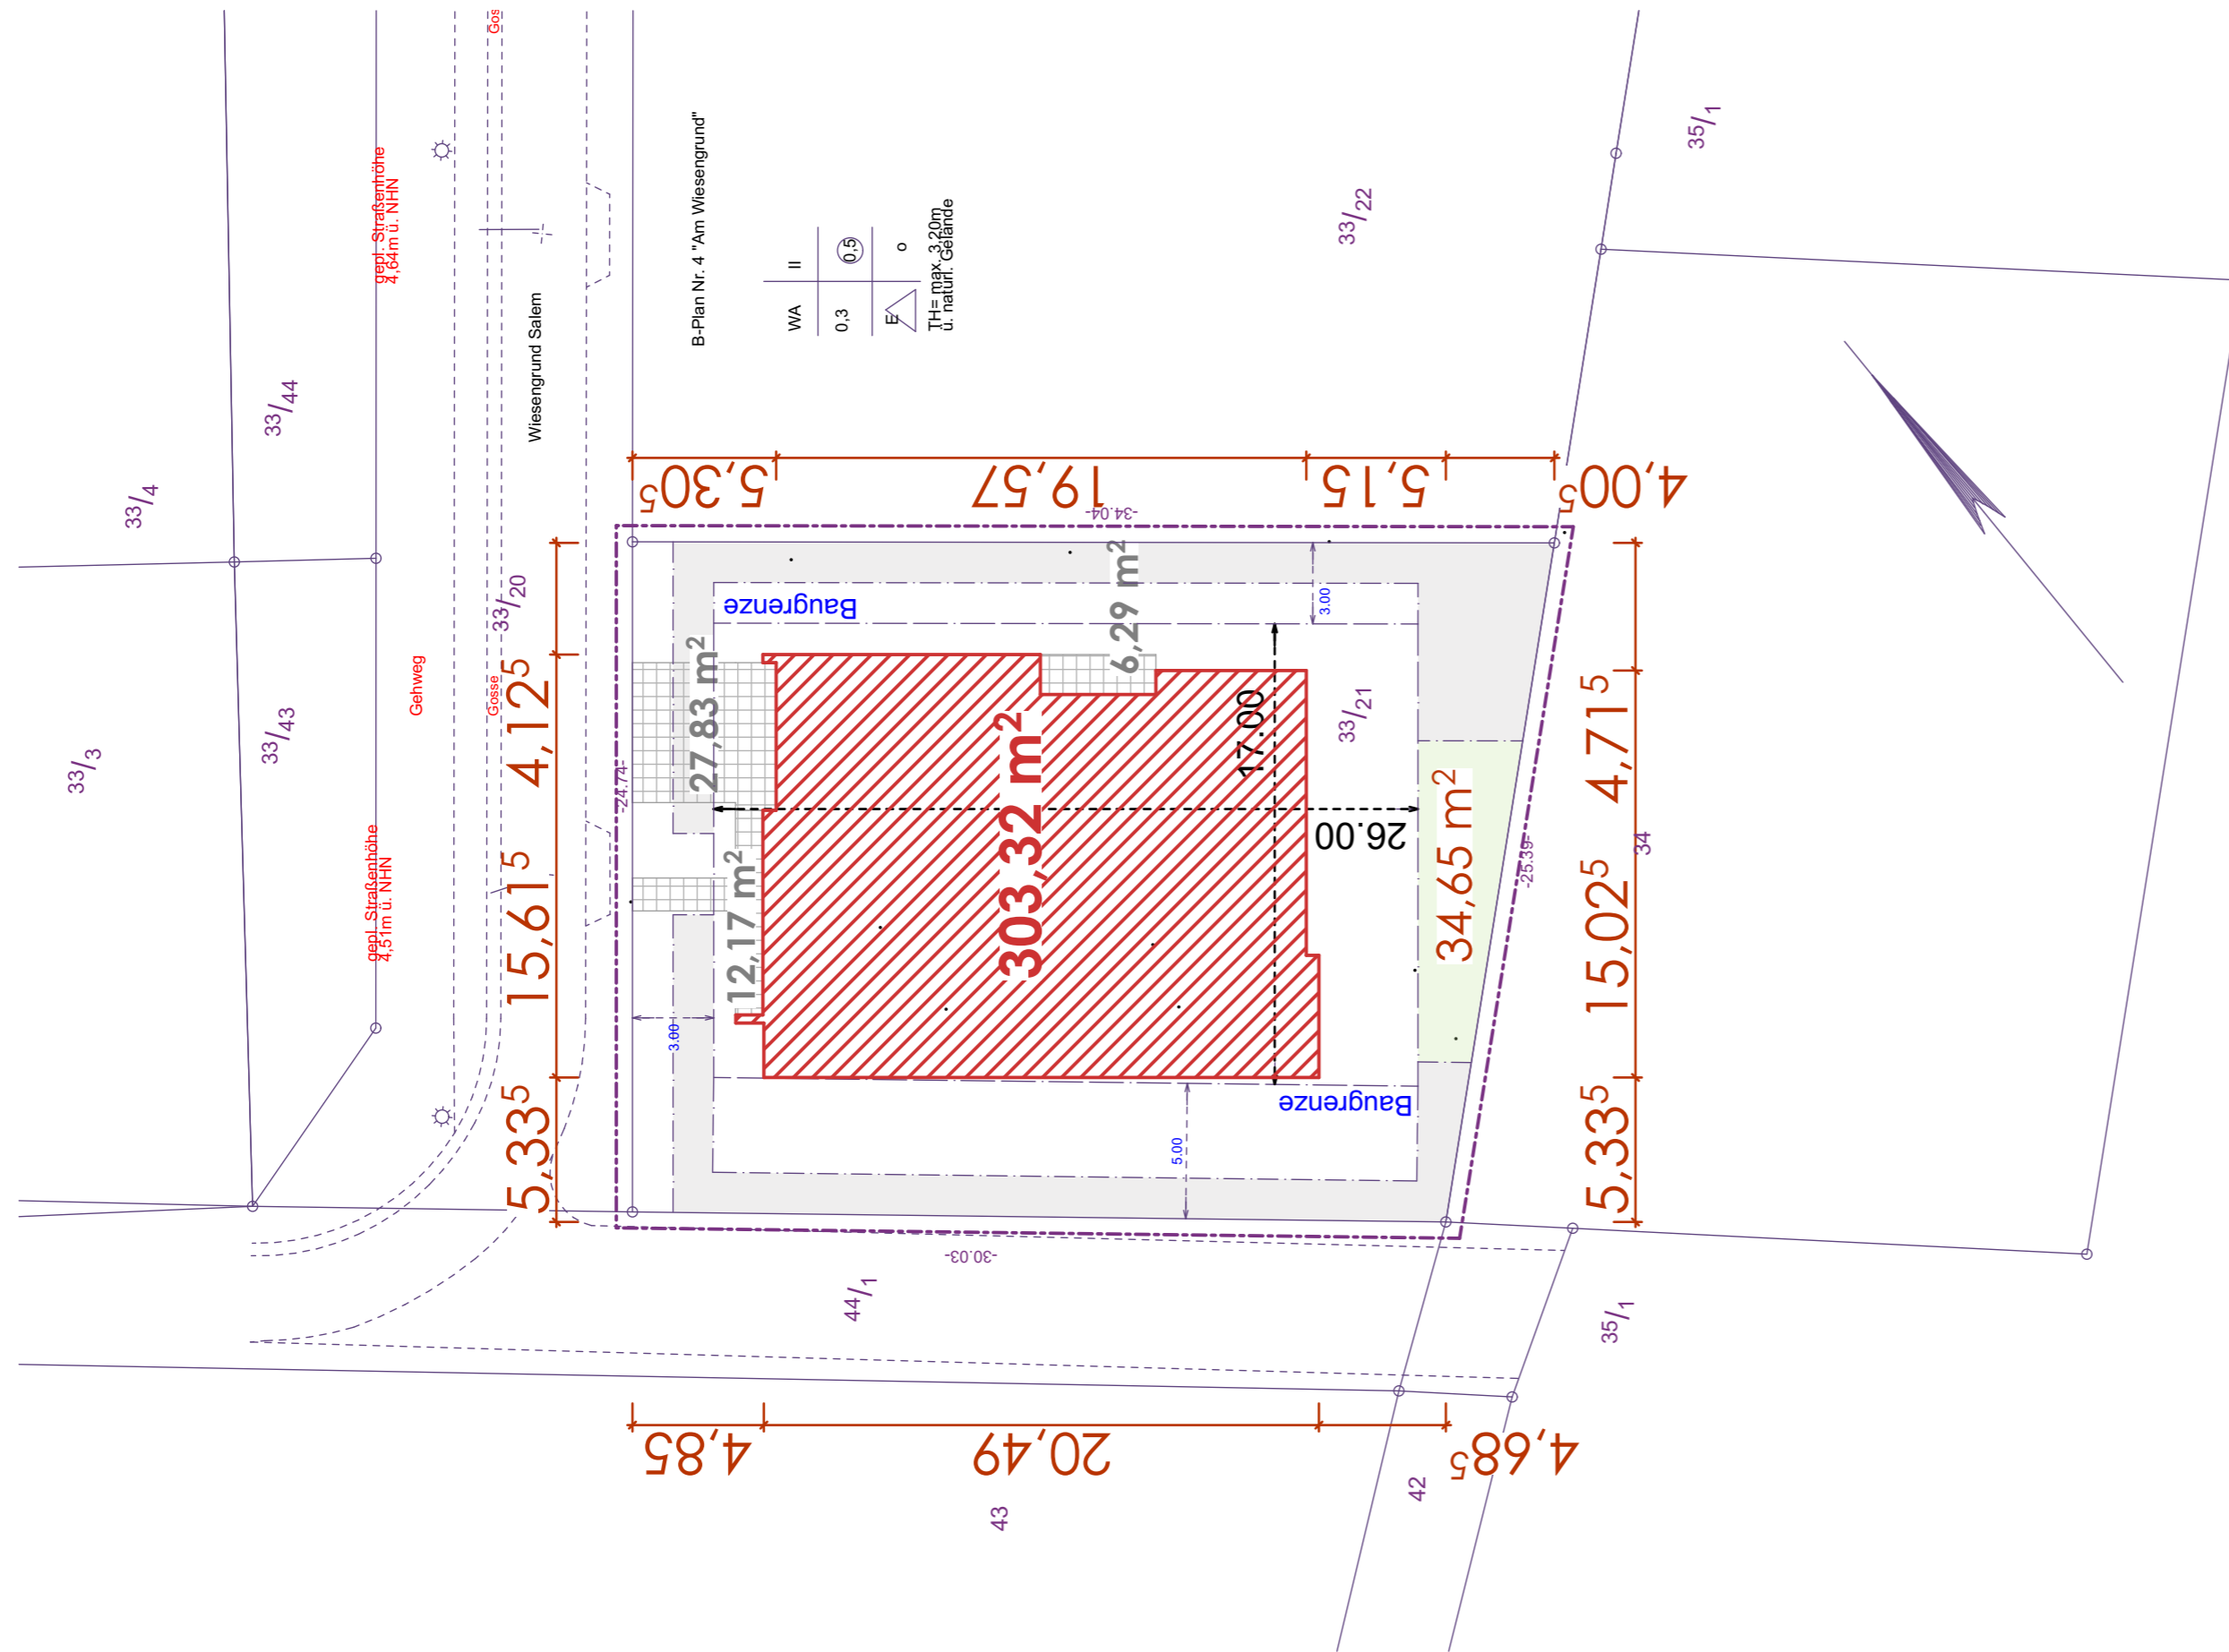 Gos
gepl. Straßenhöhe
4,64m ü. NHN
Wiesengrund Salem
B-Plan Nr. 4 "Am Wiesengrund"
WA II
0,3 0,5
E o
TH= max. 3,20m
ü. natürl. Gelände
33/22
35/1
33/4
33/44
33/20
33/3
33/43
Gehweg
Gosse
gepl. Straßenhöhe
4,51m ü. NHN
5,30⁵
19,57
5,15
4,00⁵
-34.04-
4,12⁵
15,61⁵
5,33⁵
-24.74-
Baugrenze
27,83 m²
6,29 m²
3.00
33/21
17.00
26.00
303,32 m²
12,17 m²
34,65 m²
3.00
5.00
Baugrenze
-25.39-
34
4,71⁵
15,02⁵
5,33⁵
-30.03-
44/1
35/1
4,85
20,49
4,68⁵
43
42